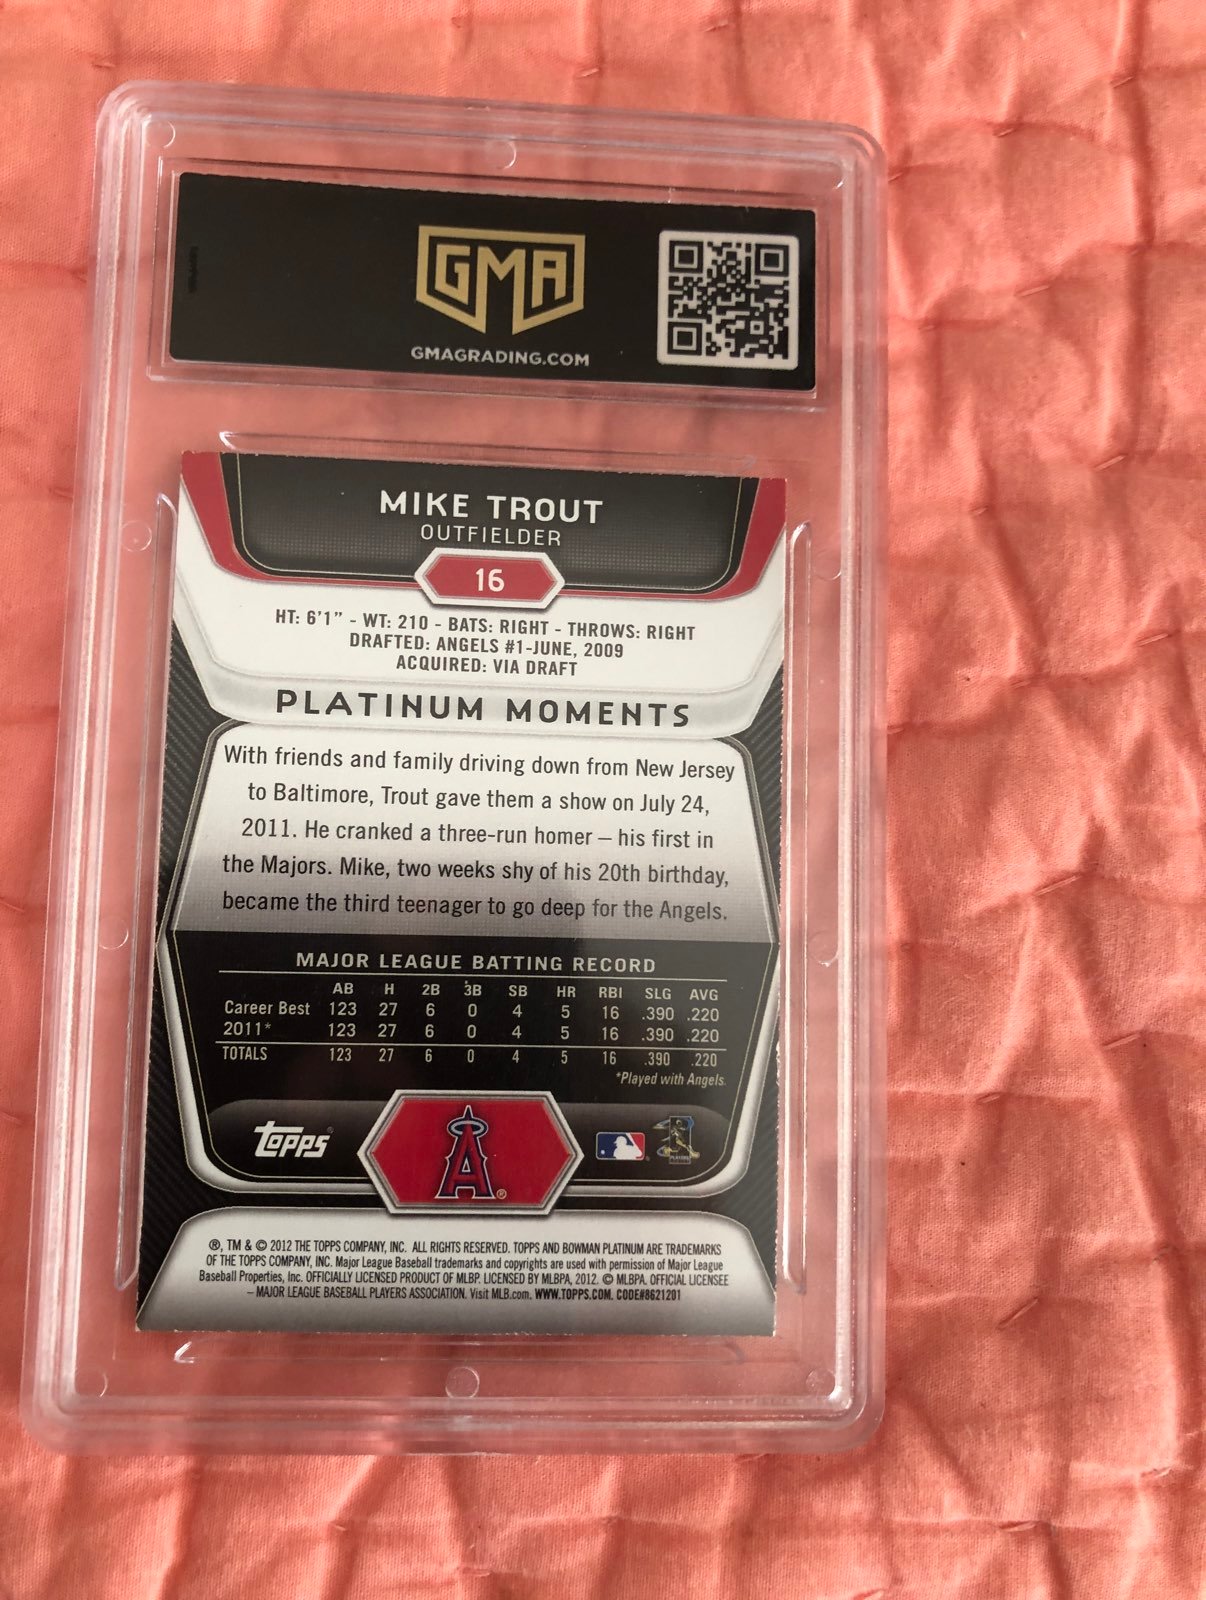 GMA
GMAGRADING.COM
MIKE TROUT
OUTFIELDER
16
HT: 6'1" - WT: 210 - BATS: RIGHT - THROWS: RIGHT
DRAFTED: ANGELS #1-JUNE, 2009
ACQUIRED: VIA DRAFT
PLATINUM MOMENTS
With friends and family driving down from New Jersey
to Baltimore, Trout gave them a show on July 24,
2011. He cranked a three-run homer – his first in
the Majors. Mike, two weeks shy of his 20th birthday,
became the third teenager to go deep for the Angels.
MAJOR LEAGUE BATTING RECORD
AB H 2B 3B SB HR RBI SLG AVG
Career Best 123 27 6 0 4 5 16 .390 .220
2011* 123 27 6 0 4 5 16 .390 .220
TOTALS 123 27 6 0 4 5 16 .390 .220
*Played with Angels.
TOPPS® A®
®, TM & © 2012 THE TOPPS COMPANY, INC. ALL RIGHTS RESERVED. TOPPS AND BOWMAN PLATINUM ARE TRADEMARKS
OF THE TOPPS COMPANY, INC. Major League Baseball trademarks and copyrights are used with permission of Major League
Baseball Properties, Inc. OFFICIALLY LICENSED PRODUCT OF MLBP. LICENSED BY MLBPA, 2012. © MLBPA. OFFICIAL LICENSEE
– MAJOR LEAGUE BASEBALL PLAYERS ASSOCIATION. Visit MLB.com. WWW.TOPPS.COM. CODE#8621201